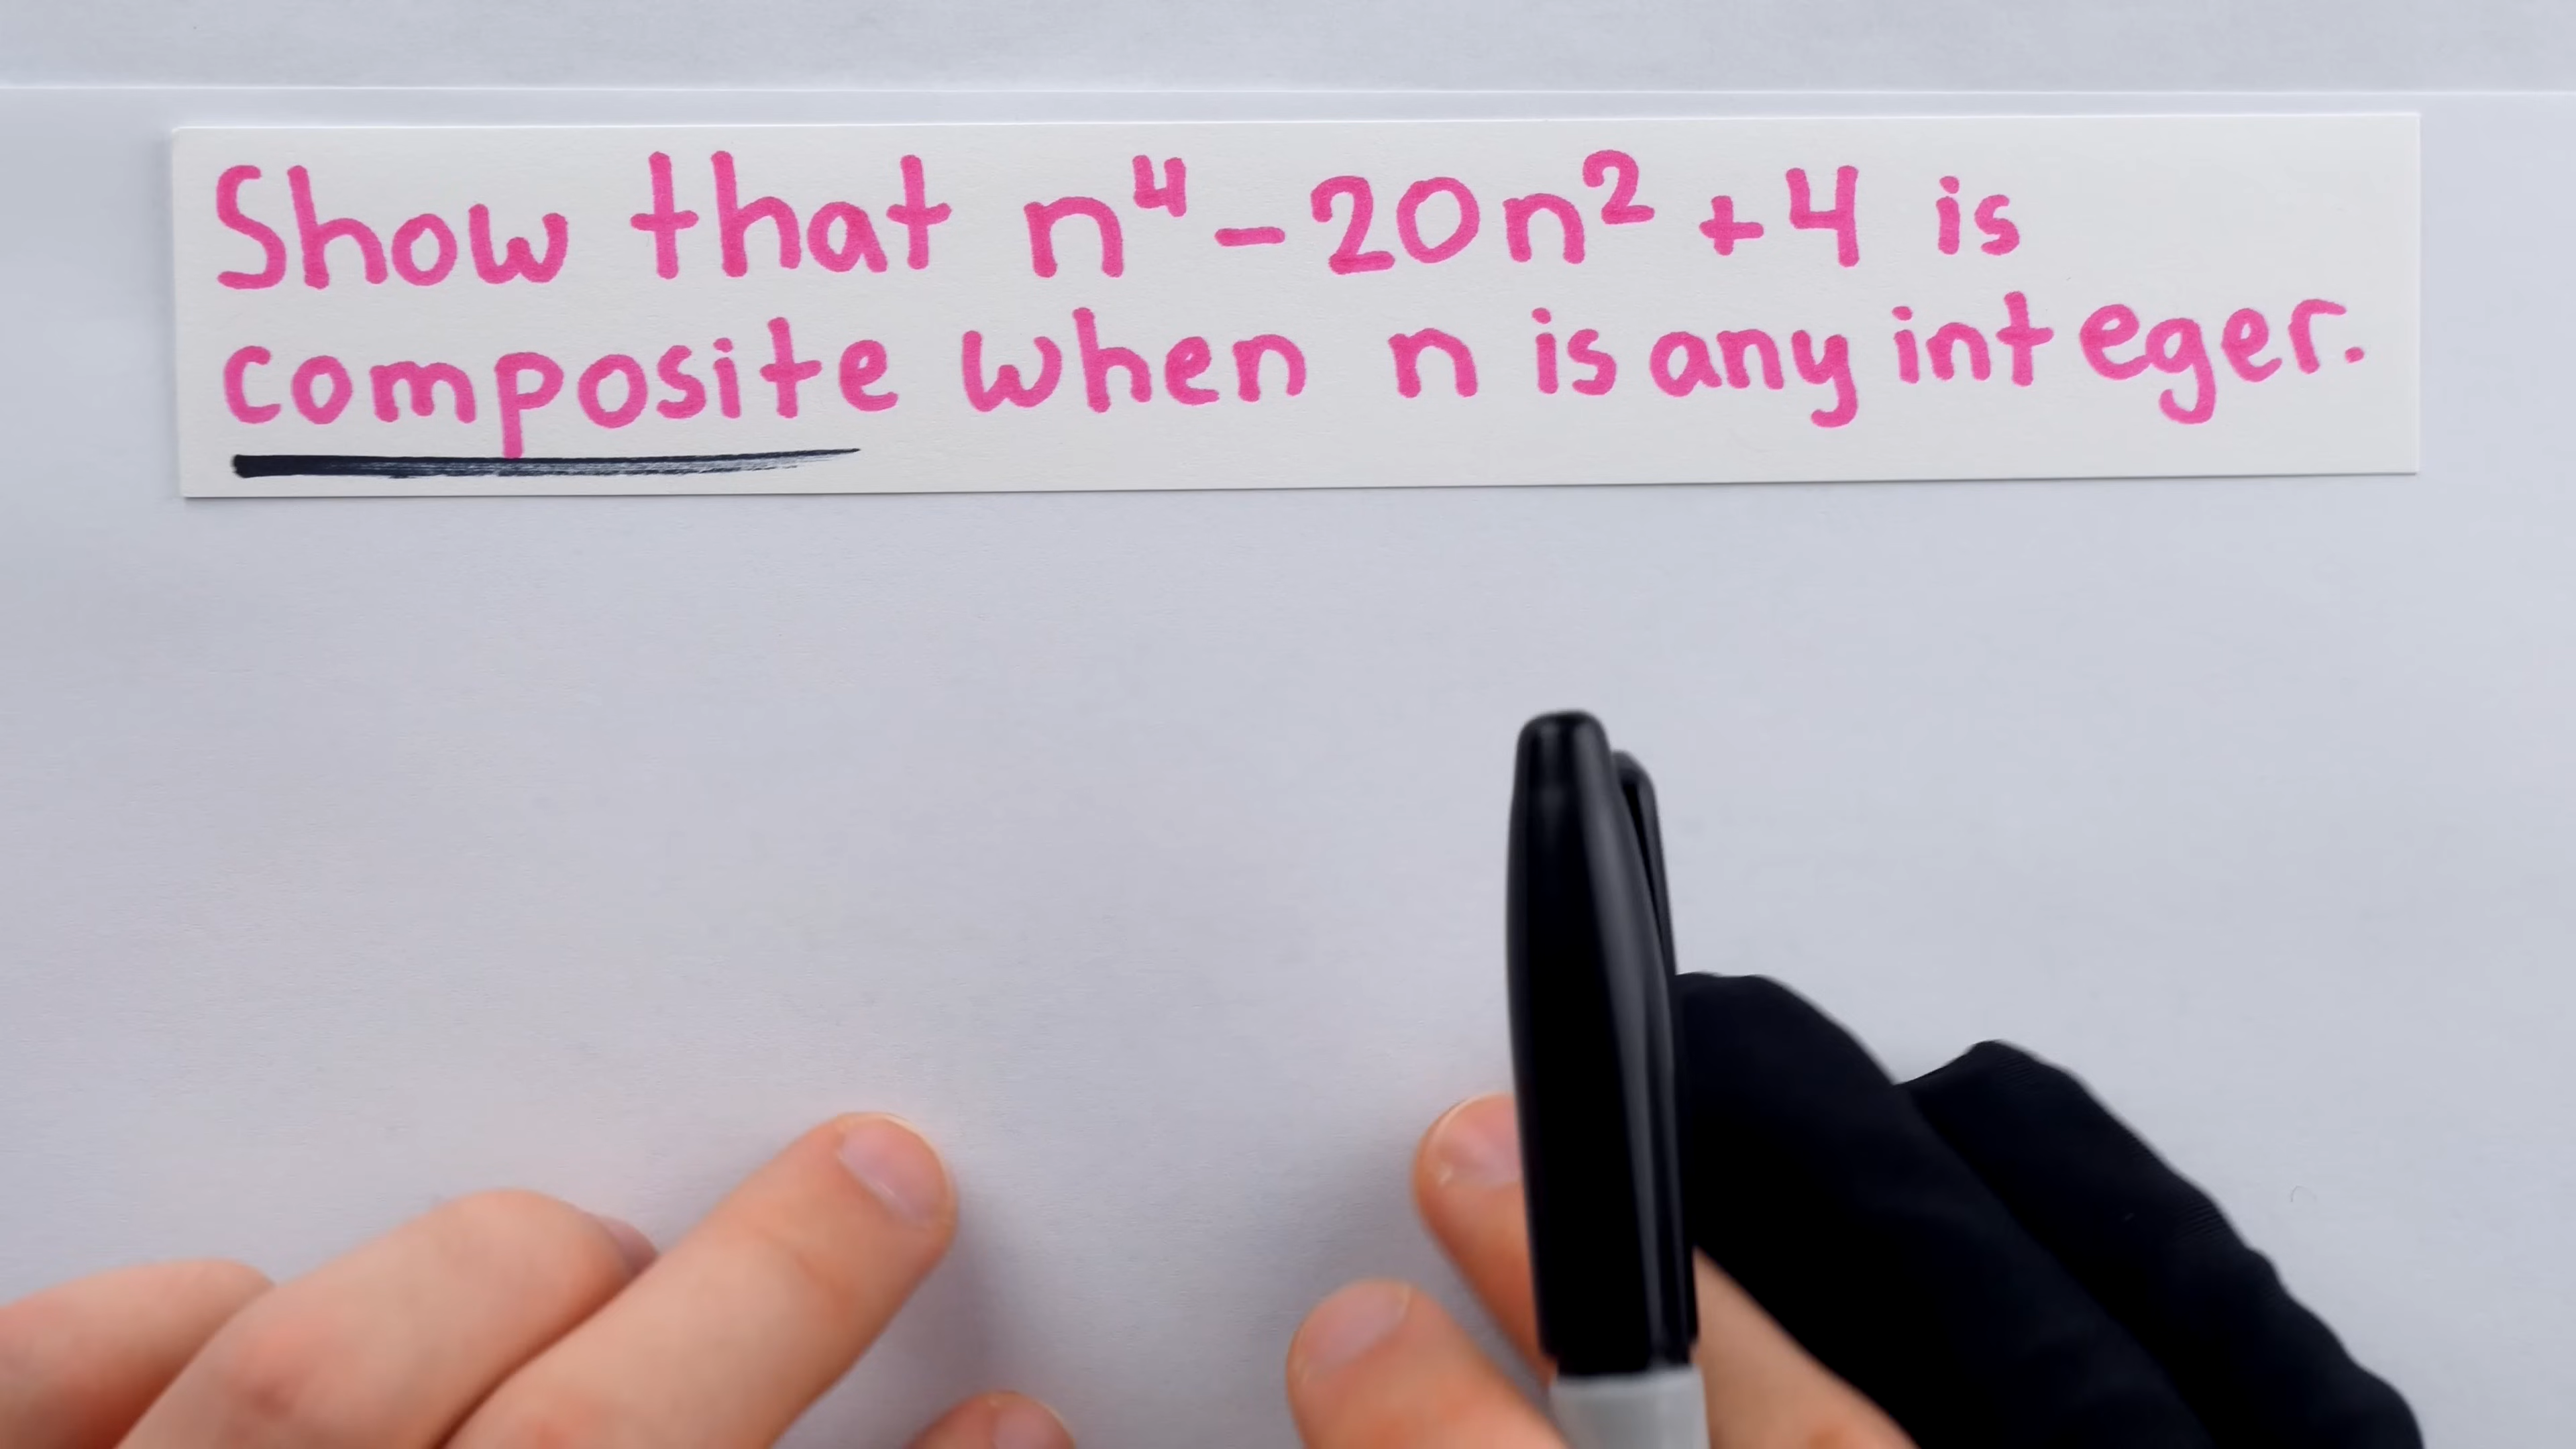 Show that n⁴-20n²+4 is
composite when n is any integer.